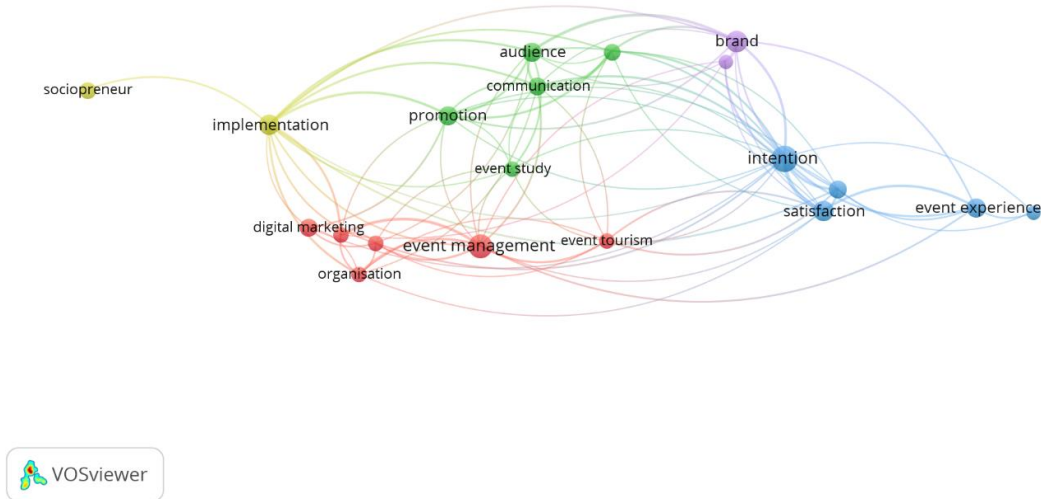 brand
audience
communication
sociopreneur
promotion
implementation
intention
event study
satisfaction
event experience
digital marketing
event management
event tourism
organisation
VOSviewer